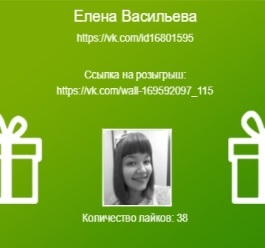 Елена Васильева
https://vk.com/id16801595
Ссылка на розыгрыш:
https://vk.com/wall-169592097_115
Количество лайков: 38